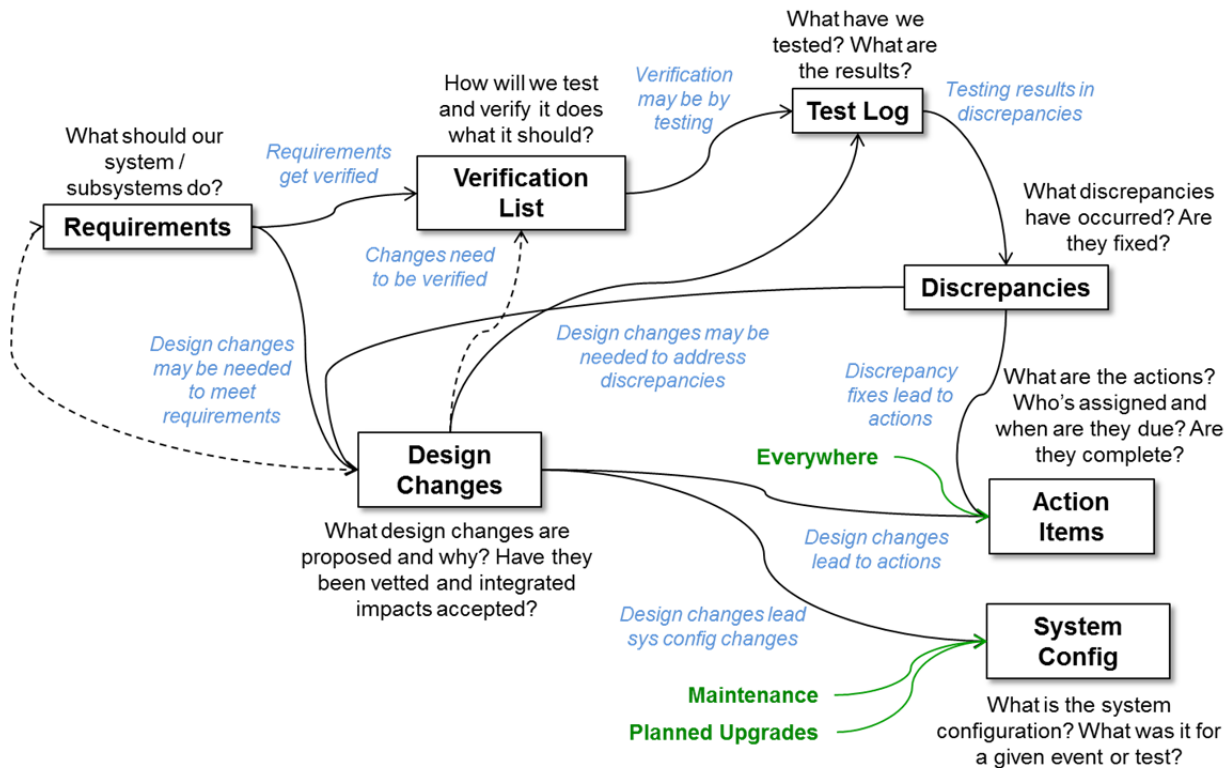 What have we
tested? What are
the results?
Test Log
Verification
may be by
testing
Testing results in
discrepancies
How will we test
and verify it does
what it should?
Verification
List
What should our
system /
subsystems do?
Requirements
Requirements
get verified
What discrepancies
have occurred? Are
they fixed?
Discrepancies
Changes need
to be verified
Design changes
may be needed
to meet
requirements
Design changes may be
needed to address
discrepancies
Discrepancy
fixes lead to
actions
What are the actions?
Who's assigned and
when are they due? Are
they complete?
Everywhere
Action
Items
Design
Changes
What design changes are
proposed and why? Have they
been vetted and integrated
impacts accepted?
Design changes
lead to actions
Design changes lead
sys config changes
System
Config
Maintenance
Planned Upgrades
What is the system
configuration? What was it for
a given event or test?